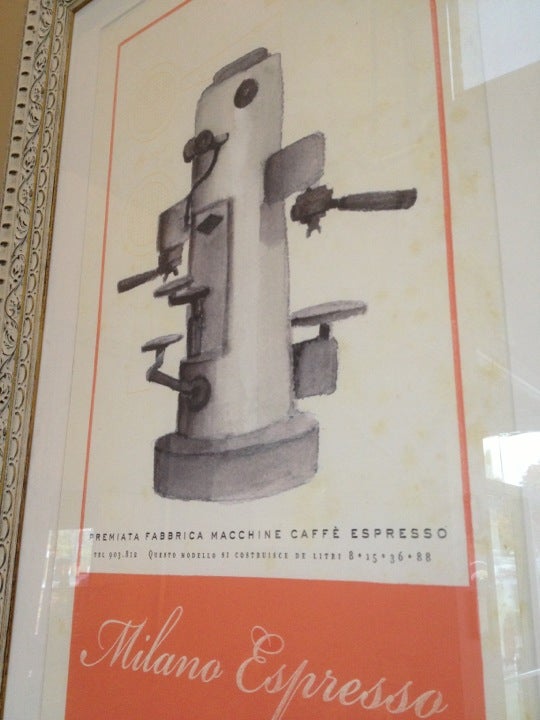 PREMIATA FABBRICA MACCHINE CAFFÈ ESPRESSO
TEL 903.812 QUESTO MODELLO SI COSTRUISCE DE LITRI 8*15*36*88
Milano Espresso